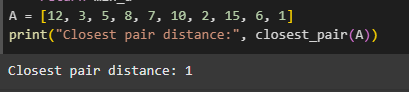 A = [12, 3, 5, 8, 7, 10, 2, 15, 6, 1]
print("Closest pair distance:", closest_pair(A))
Closest pair distance: 1